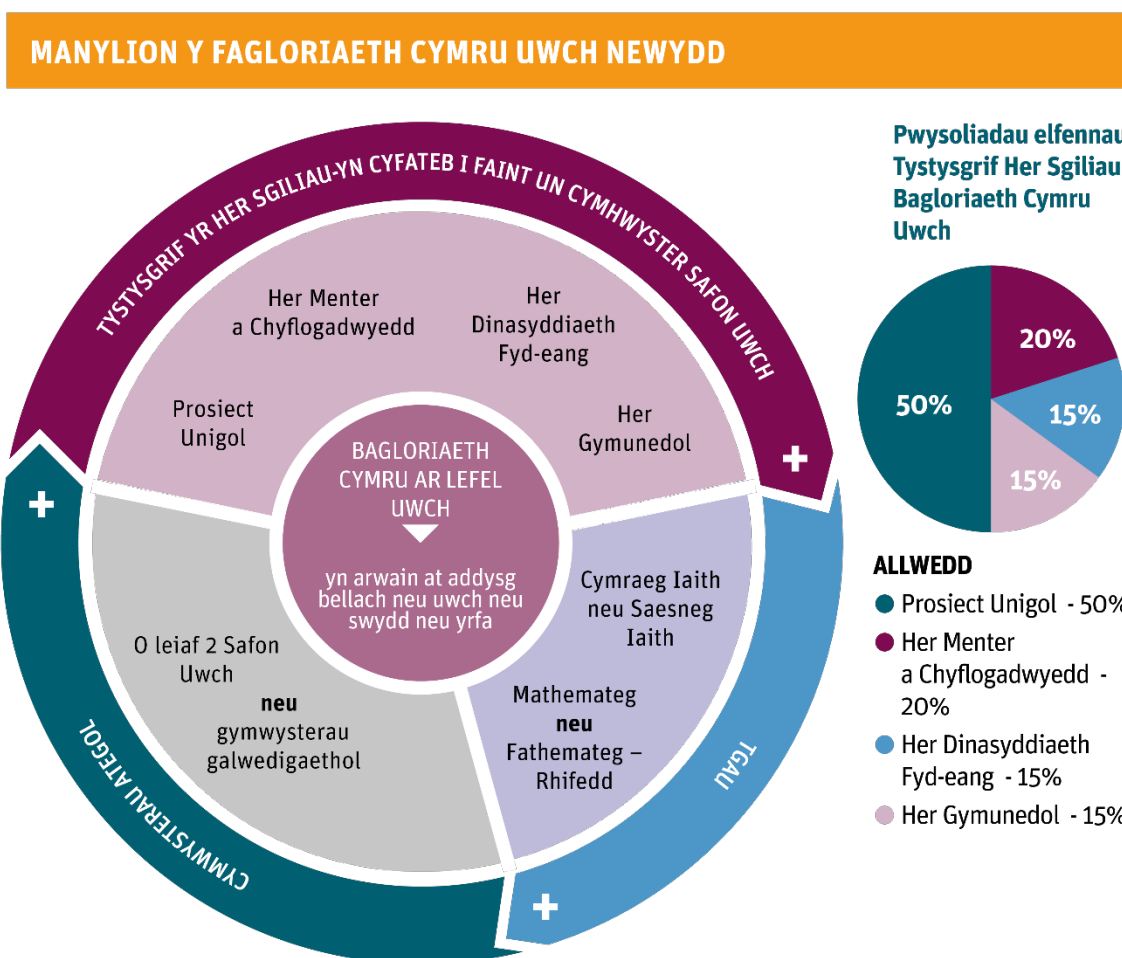 MANYLION Y FAGLORIAETH CYMRU UWCH NEWYDD
TYSTYSGRIF YR HER SGILIAU-YN CYFATEB I FAINT UN CYMHWYSTER SAFON UWCH
Her Menter
a Chyflogadwyedd
Her
Dinasyddiaeth
Fyd-eang
Prosiect
Unigol
Her
Gymunedol
+
+
BAGLORIAETH
CYMRU AR LEFEL
UWCH
yn arwain at addysg
bellach neu uwch neu
swydd neu yrfa
Cymraeg Iaith
neu Saesneg
Iaith
Mathemateg
neu
Fathemateg –
Rhifedd
TGAU
+
O leiaf 2 Safon
Uwch
neu
gymwysterau
galwedigaethol
CYMWYSTERAU ATEGOL
Pwysoliadau elfennau
Tystysgrif Her Sgiliau
Bagloriaeth Cymru
Uwch
20%
50%
15%
15%
ALLWEDD
Prosiect Unigol - 50%
Her Menter
a Chyflogadwyedd -
20%
Her Dinasyddiaeth
Fyd-eang - 15%
Her Gymunedol - 15%